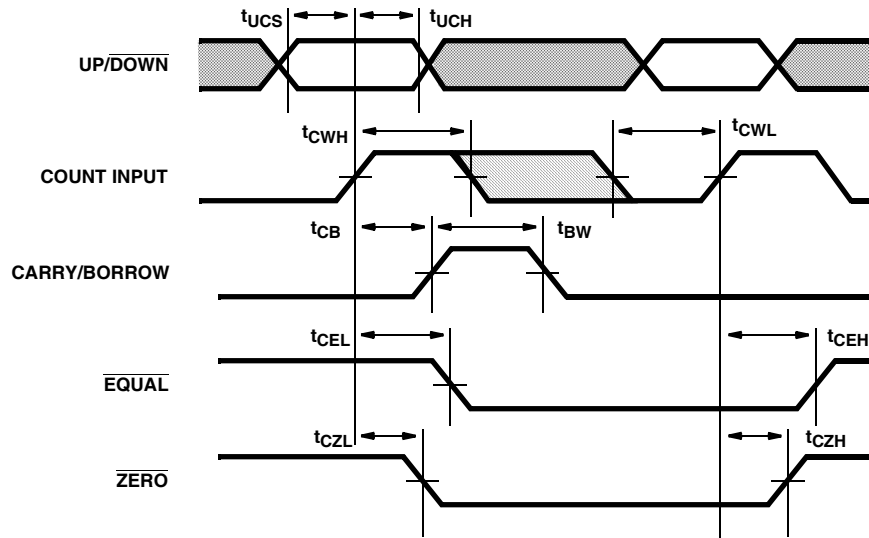 tUCS tUCH
UP/DOWN
tCWH tCWL
COUNT INPUT
tCB tBW
CARRY/BORROW
tCEL tCEH
EQUAL
tCZL tCZH
ZERO